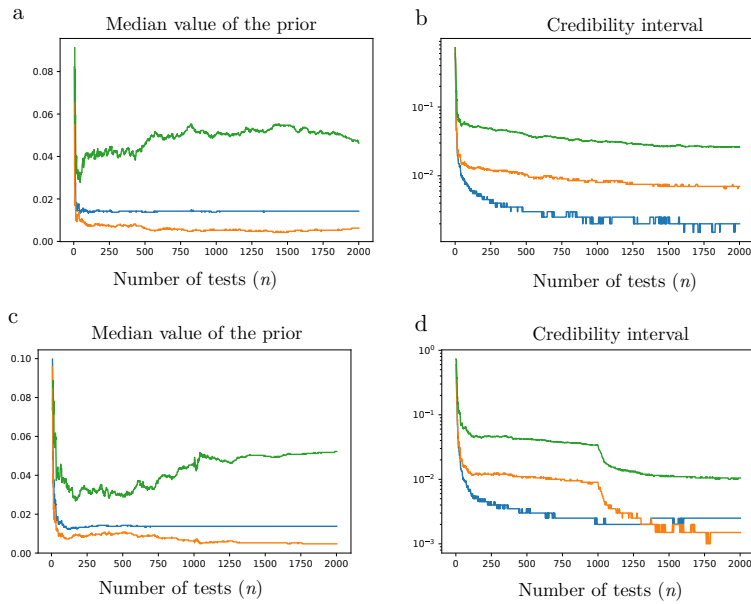 a
Median value of the prior
0.08
0.06
0.04
0.02
0.00
0 250 500 750 1000 1250 1500 1750 2000
Number of tests (n)
b
Credibility interval
10⁻¹
10⁻²
0 250 500 750 1000 1250 1500 1750 2000
Number of tests (n)
c
Median value of the prior
0.10
0.08
0.06
0.04
0.02
0.00
0 250 500 750 1000 1250 1500 1750 2000
Number of tests (n)
d
Credibility interval
10⁰
10⁻¹
10⁻²
10⁻³
0 250 500 750 1000 1250 1500 1750 2000
Number of tests (n)